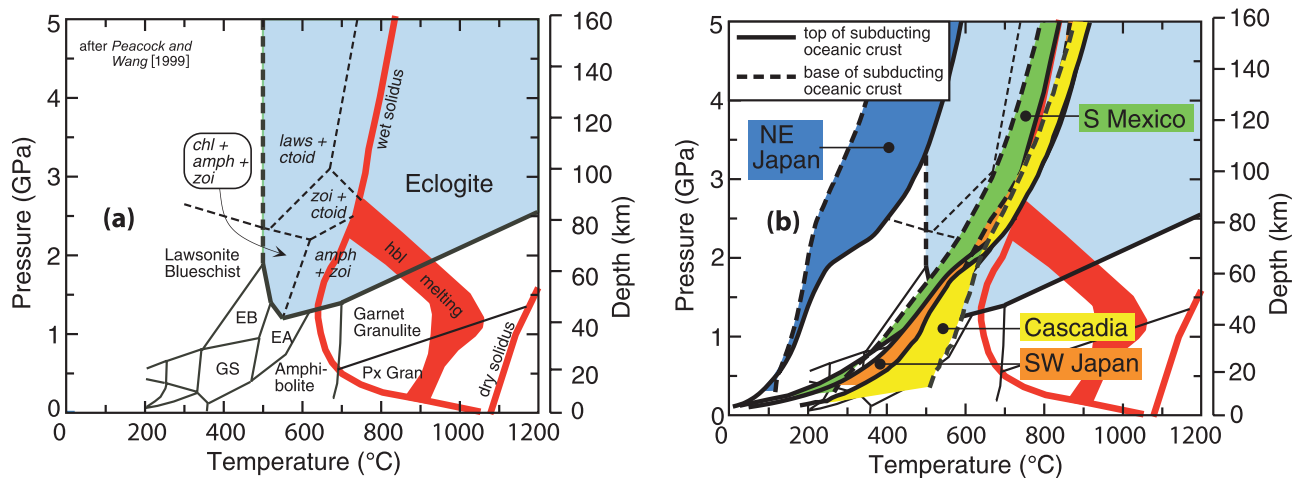 after Peacock and
Wang [1999]
chl +
amph +
zoi
laws +
ctoid
wet solidus
Eclogite
zoi +
ctoid
(a)
Lawsonite
Blueschist
amph
+ zoi
hbl
melting
EB
EA
GS
Garnet
Granulite
Amphi-
bolite
Px Gran
dry solidus
Pressure (GPa)
5
4
3
2
1
0
160
140
120
100
80
60
40
20
0
Depth (km)
0
200
400
600
800
1000
1200
Temperature (°C)
top of subducting
oceanic crust
base of subducting
oceanic crust
NE
Japan
S Mexico
(b)
Cascadia
SW Japan
Pressure (GPa)
5
4
3
2
1
0
160
140
120
100
80
60
40
20
0
Depth (km)
0
200
400
600
800
1000
1200
Temperature (°C)